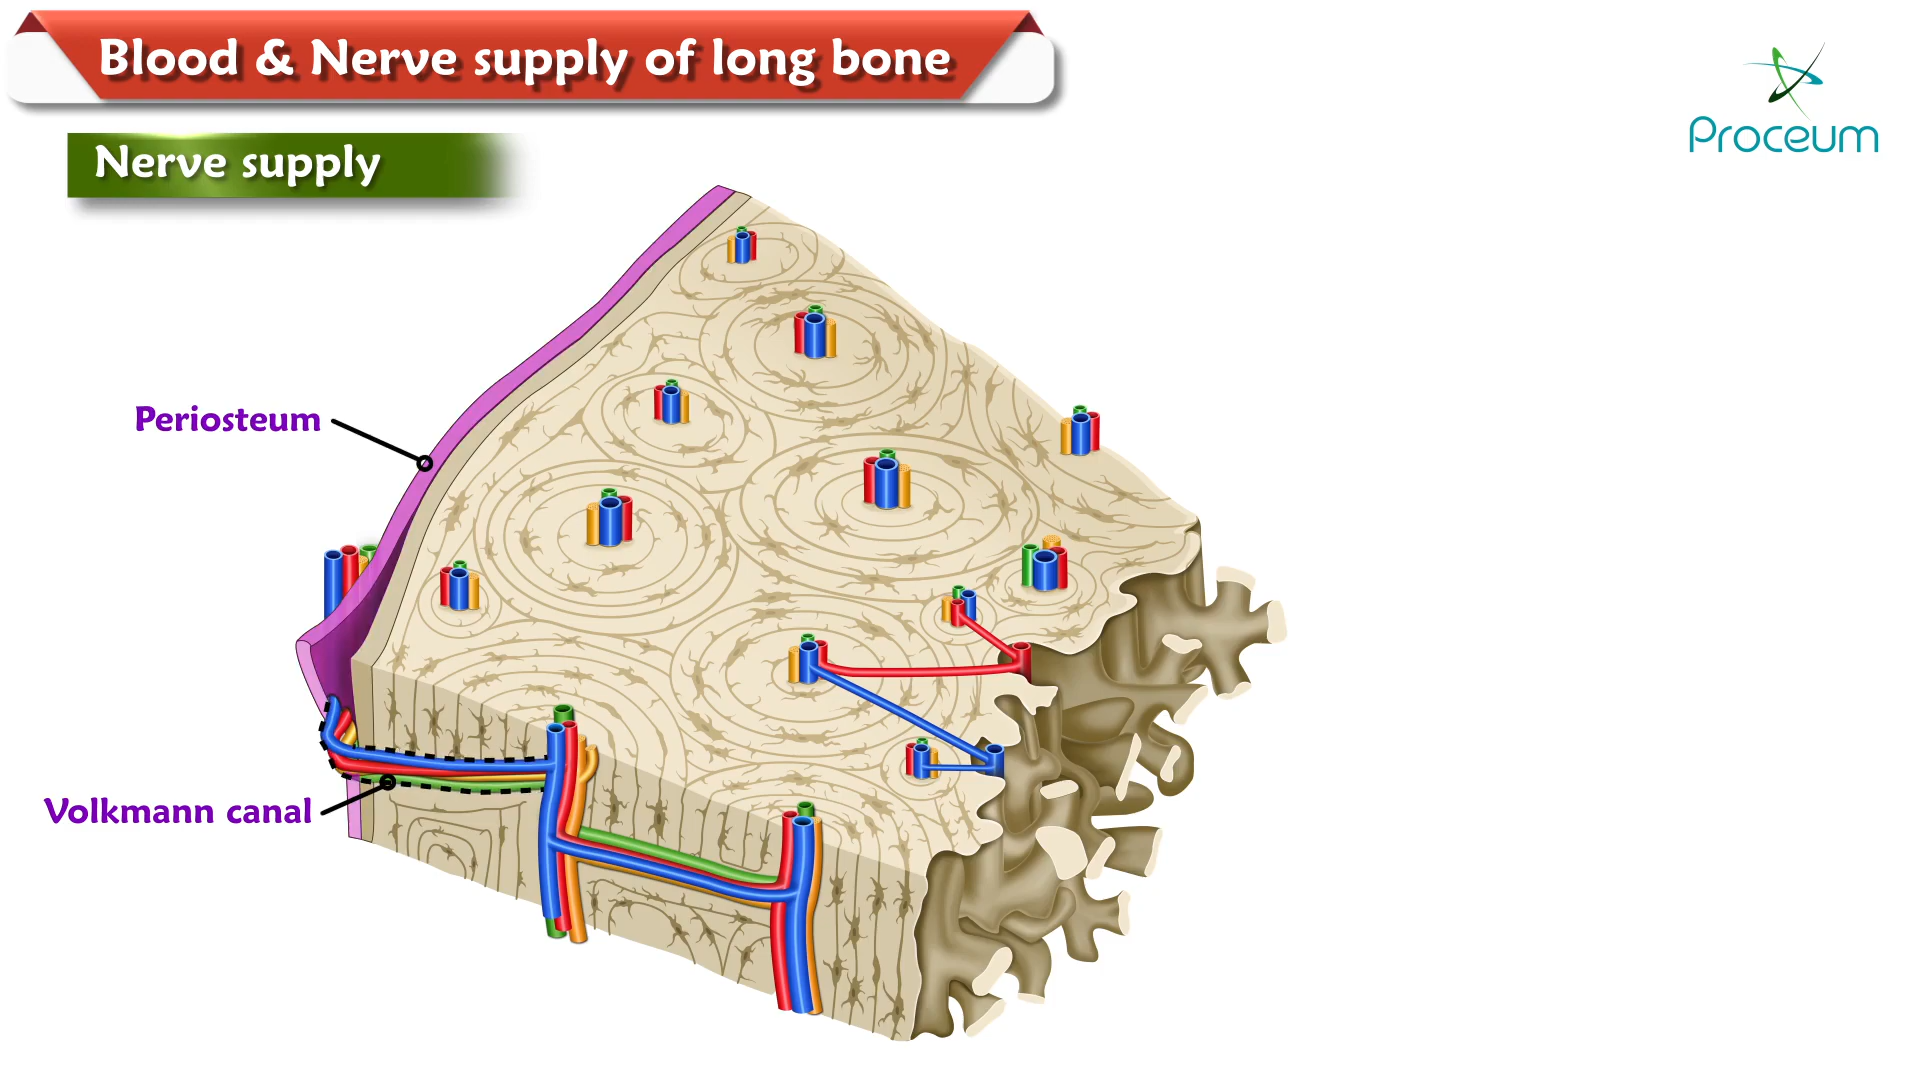 Blood & Nerve supply of long bone
Proceum
Nerve supply
Periosteum
Volkmann canal